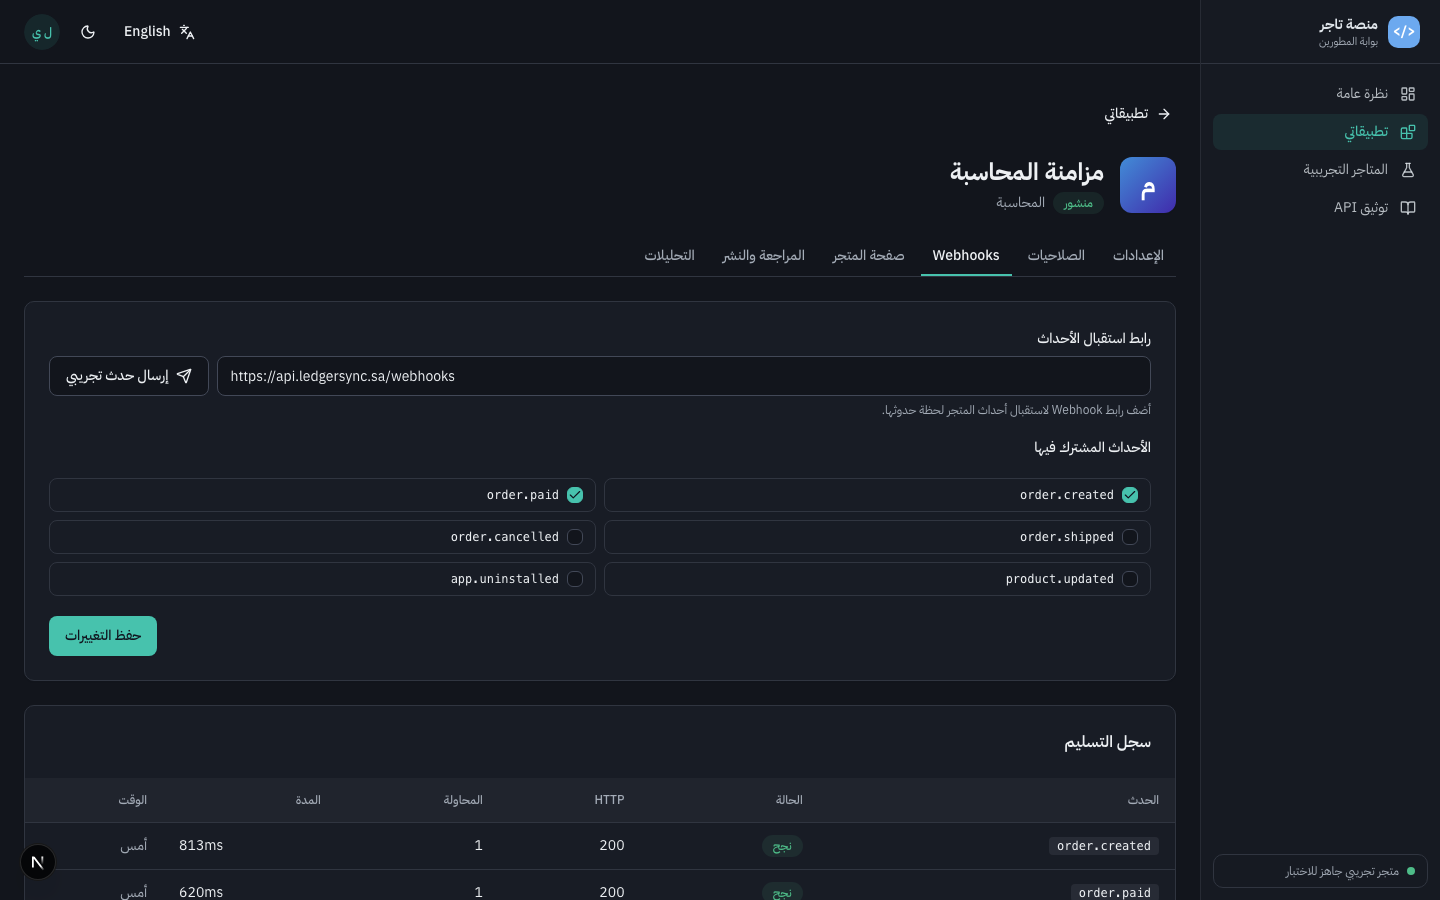 منصة تاجر
بوابة المطورين
English
ل ي
نظرة عامة
تطبيقاتي
المتاجر التجريبية
توثيق API
متجر تجريبي جاهز للاختبار
تطبيقاتي
م
مزامنة المحاسبة
منشور
المحاسبة
الإعدادات
الصلاحيات
Webhooks
صفحة المتجر
المراجعة والنشر
التحليلات
رابط استقبال الأحداث
https://api.ledgersync.sa/webhooks
إرسال حدث تجريبي
أضف رابط Webhook لاستقبال أحداث المتجر لحظة حدوثها.
الأحداث المشترك فيها
order.created
order.paid
order.shipped
order.cancelled
product.updated
app.uninstalled
حفظ التغييرات
سجل التسليم
الحدث الحالة HTTP المحاولة المدة الوقت
order.created نجح 200 1 813ms أمس
order.paid نجح 200 1 620ms أمس
N